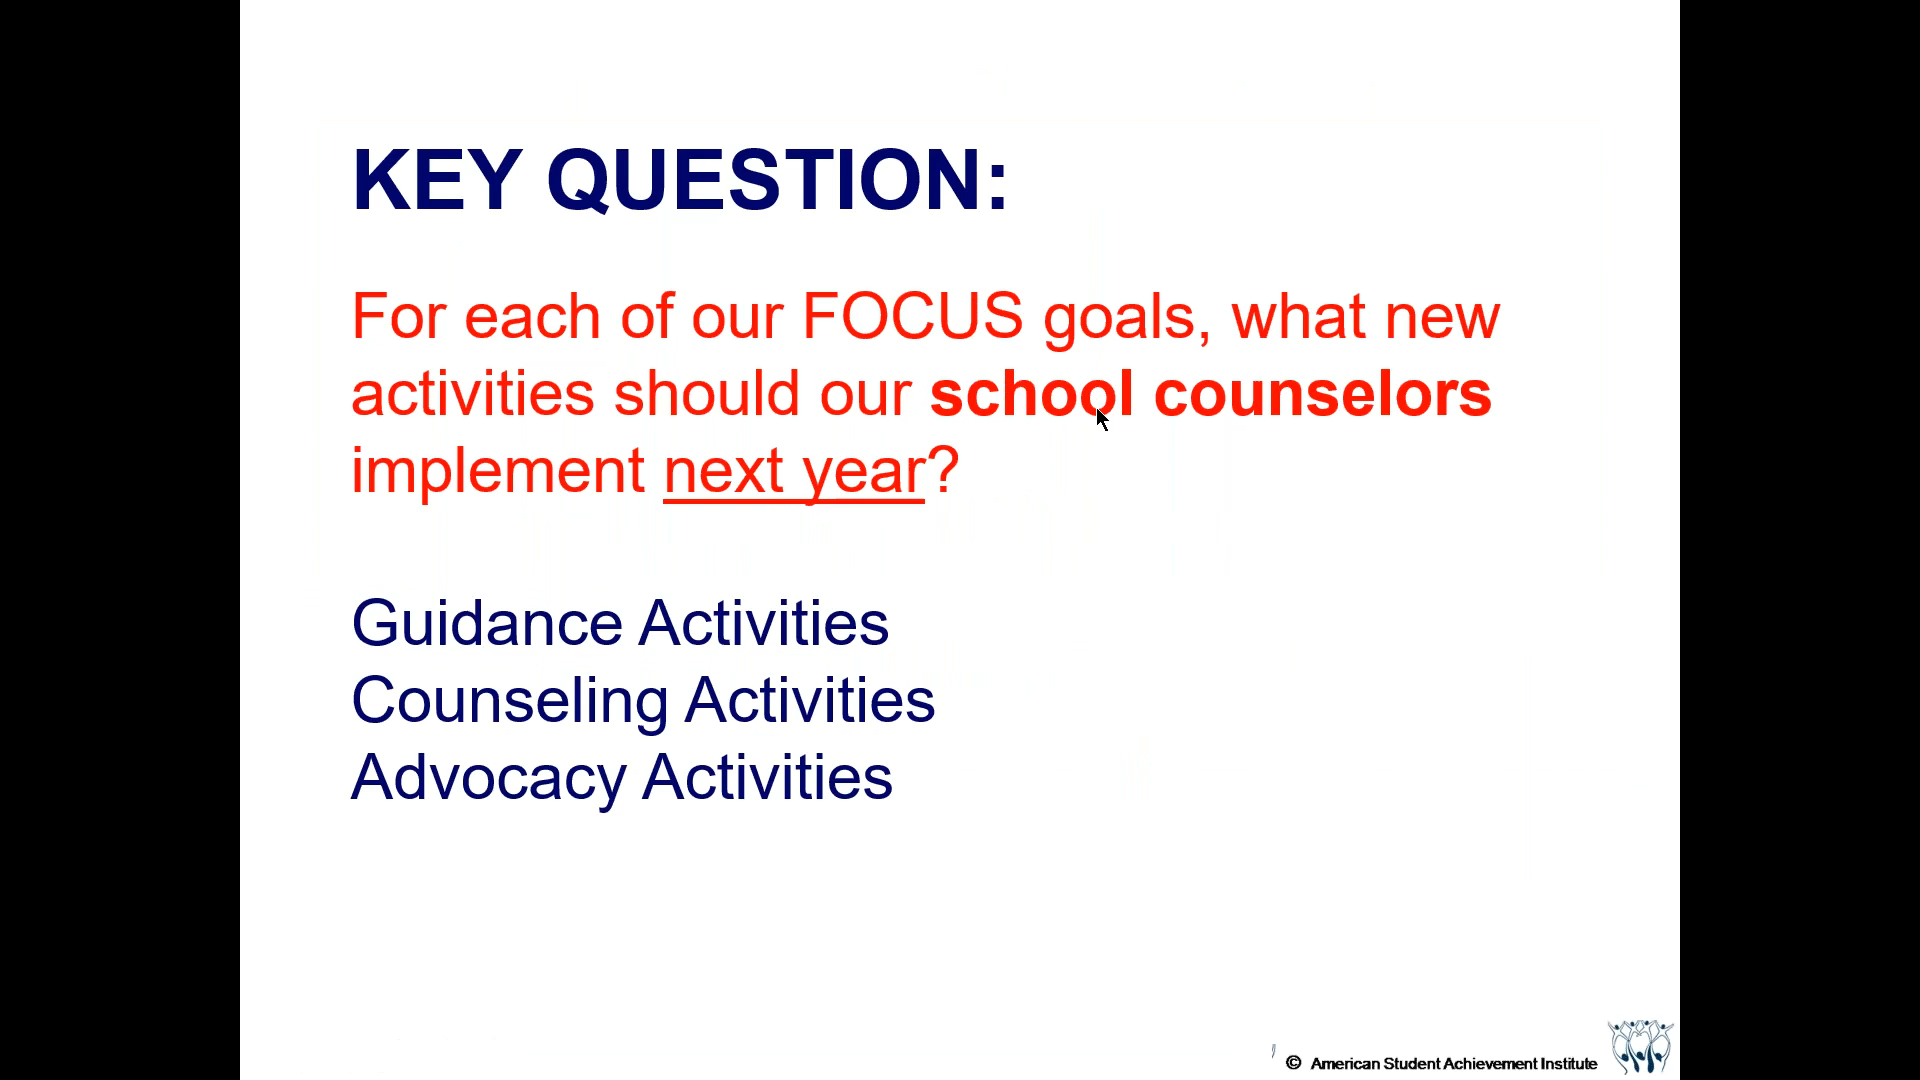 KEY QUESTION:
For each of our FOCUS goals, what new
activities should our school counselors
implement next year?
Guidance Activities
Counseling Activities
Advocacy Activities
© American Student Achievement Institute